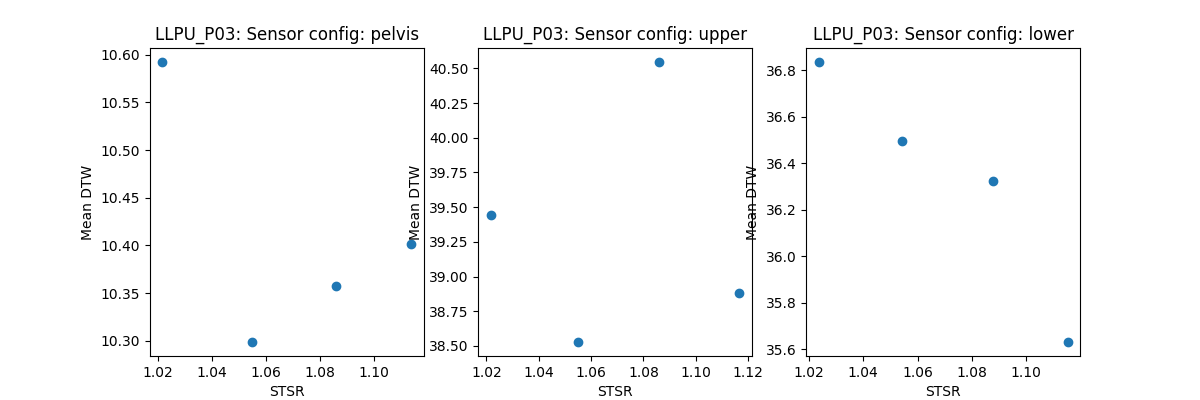 LLPU_P03: Sensor config: pelvis
10.60
10.55
10.50
10.45
10.40
10.35
10.30
Mean DTW
1.02 1.04 1.06 1.08 1.10
STSR
LLPU_P03: Sensor config: upper
40.50
40.25
40.00
39.75
39.50
39.25
39.00
38.75
38.50
Mean DTW
1.02 1.04 1.06 1.08 1.10 1.12
STSR
LLPU_P03: Sensor config: lower
36.8
36.6
36.4
36.2
36.0
35.8
35.6
Mean DTW
1.02 1.04 1.06 1.08 1.10
STSR